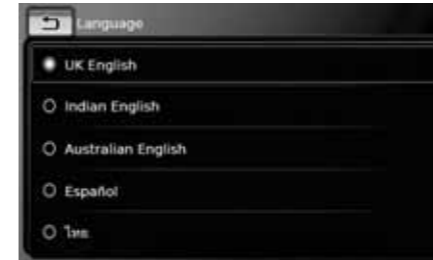 Language
UK English
Indian English
Australian English
Español
ไทย